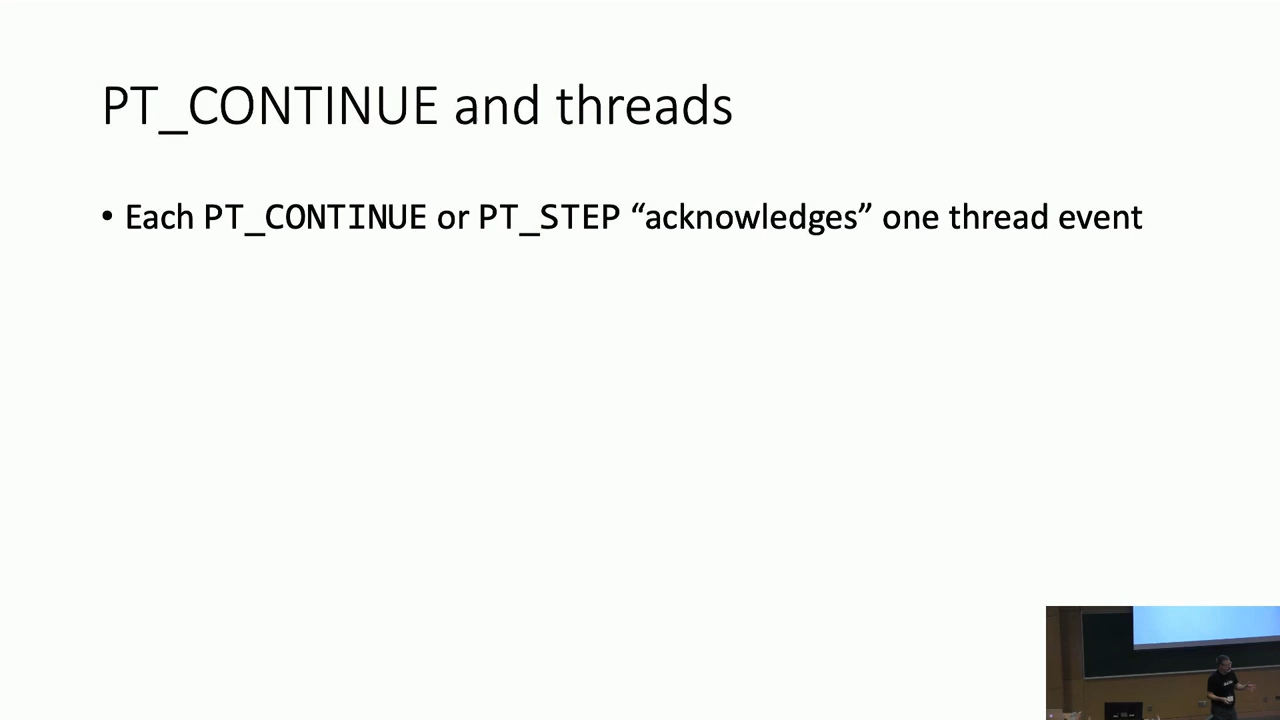 PT_CONTINUE and threads
• Each PT_CONTINUE or PT_STEP “acknowledges” one thread event